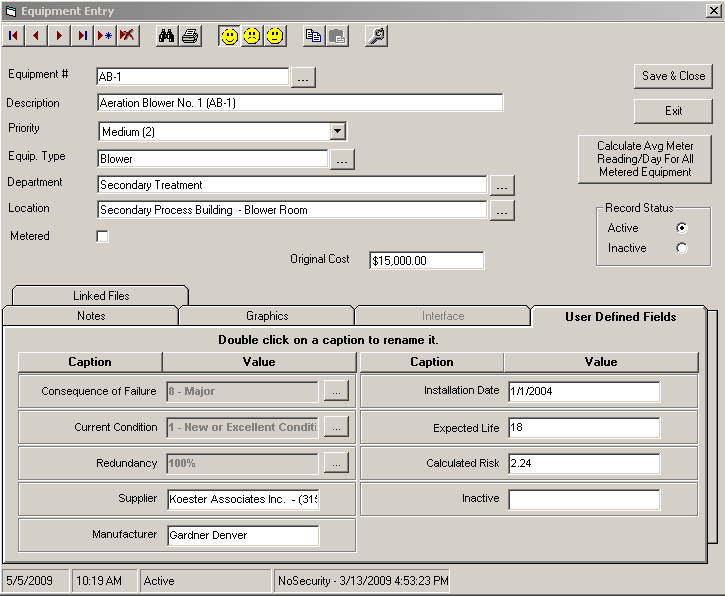 Equipment Entry
Equipment # AB-1 ...
Save & Close
Description Aeration Blower No. 1 (AB-1)
Exit
Priority Medium (2)
Calculate Avg Meter
Reading/Day For All
Metered Equipment
Equip. Type Blower ...
Department Secondary Treatment ...
Location Secondary Process Building - Blower Room ...
Record Status
Active
Inactive
Metered
Original Cost $15,000.00
Linked Files
Notes Graphics Interface User Defined Fields
Double click on a caption to rename it.
Caption Value Caption Value
Consequence of Failure 8 - Major ... Installation Date 1/1/2004
Current Condition 1 - New or Excellent Conditi ... Expected Life 18
Redundancy 100% ... Calculated Risk 2.24
Supplier Koester Associates Inc. - (315 Inactive
Manufacturer Gardner Denver
5/5/2009 10:19 AM Active NoSecurity - 3/13/2009 4:53:23 PM